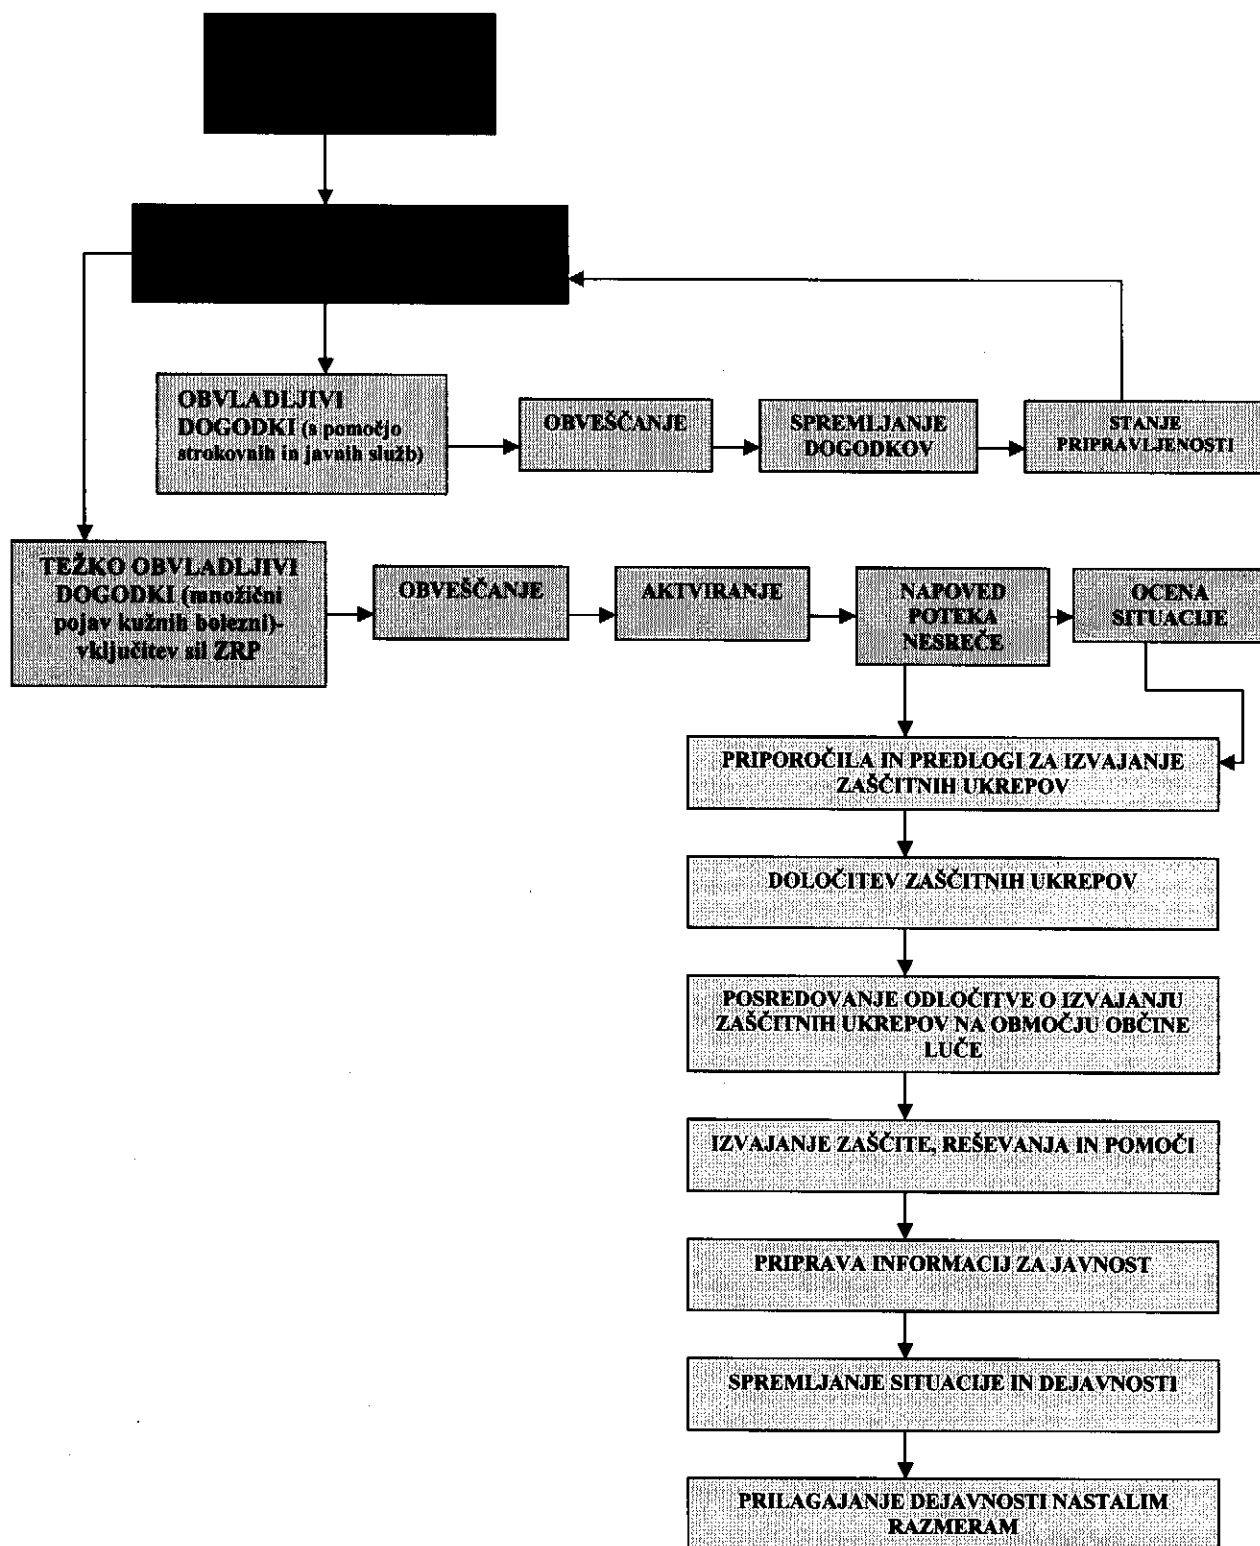 OBVLADLJIVI
DOGODKI (s pomočjo
strokovnih in javnih služb)
OBVEŠČANJE
SPREMLJANJE
DOGODKOV
STANJE
PRIPRAVLJENOSTI
TEŽKO OBVLADLJIVI
DOGODKI (množični
pojav kužnih bolezni)-
vključitev sil ZRP
OBVEŠČANJE
AKTVIRANJE
NAPOVED
POTEKA
NESREČE
OCENA
SITUACIJE
PRIPOROČILA IN PREDLOGI ZA IZVAJANJE
ZAŠČITNIH UKREPOV
DOLOČITEV ZAŠČITNIH UKREPOV
POSREDOVANJE ODLOČITVE O IZVAJANJU
ZAŠČITNIH UKREPOV NA OBMOČJU OBČINE
LUČE
IZVAJANJE ZAŠČITE, REŠEVANJA IN POMOČI
PRIPRAVA INFORMACIJ ZA JAVNOST
SPREMLJANJE SITUACIJE IN DEJAVNOSTI
PRILAGAJANJE DEJAVNOSTI NASTALIM
RAZMERAM